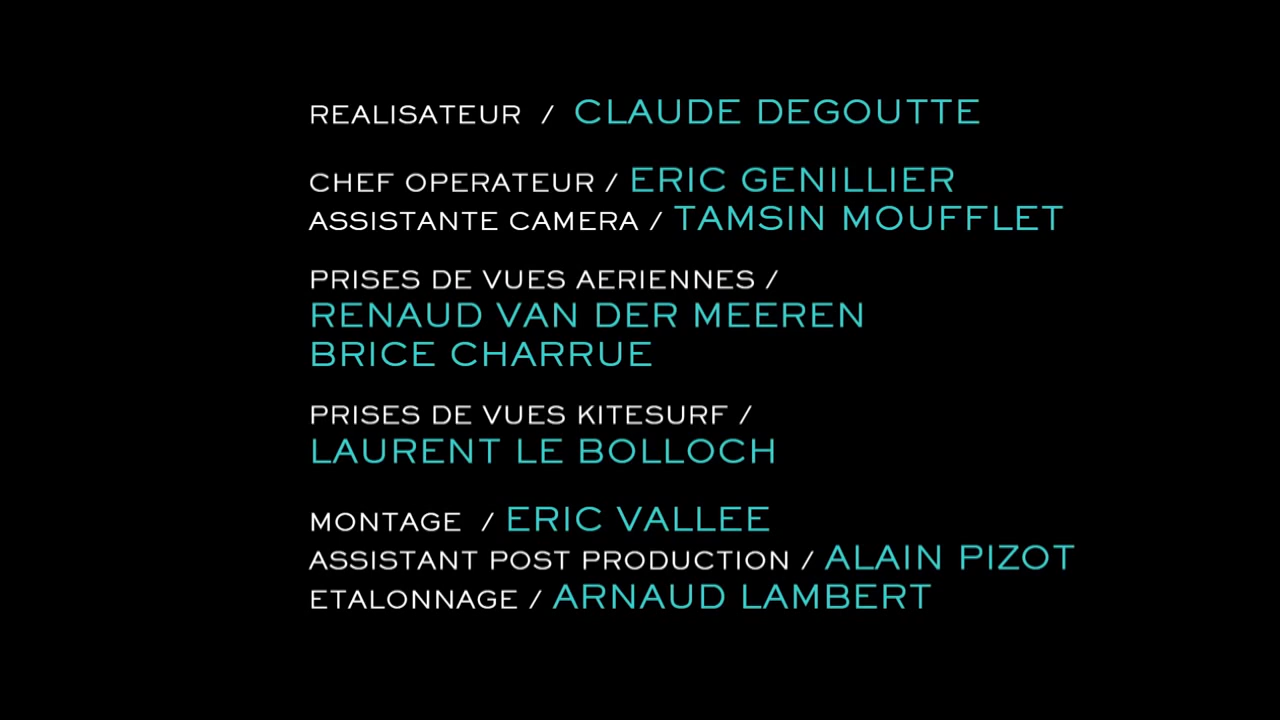 REALISATEUR / CLAUDE DEGOUTTE
CHEF OPERATEUR / ERIC GENILLIER
ASSISTANTE CAMERA / TAMSIN MOUFFLET
PRISES DE VUES AERIENNES /
RENAUD VAN DER MEEREN
BRICE CHARRUE
PRISES DE VUES KITESURF /
LAURENT LE BOLLOCH
MONTAGE / ERIC VALLEE
ASSISTANT POST PRODUCTION / ALAIN PIZOT
ETALONNAGE / ARNAUD LAMBERT